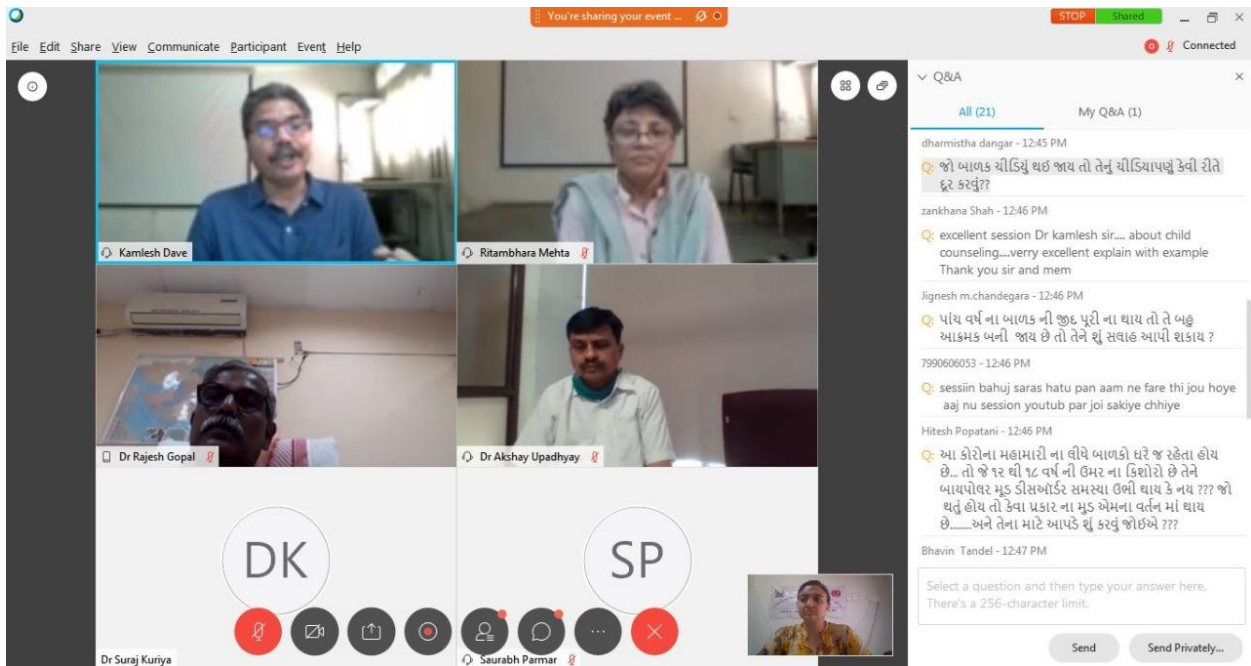 You're sharing your event ...
STOP Shared
File Edit Share View Communicate Participant Event Help
Connected
Kamlesh Dave
Ritambhara Mehta
Dr Rajesh Gopal
Dr Akshay Upadhyay
DK
SP
Dr Suraj Kuriya
Saurabh Parmar
Q&A
All (21) My Q&A (1)
dharmistha dangar - 12:45 PM
Q: જો બાળક ચીડિયું થઈ જાય તો તેનું ચીડિયાપણું કેવી રીતે
દૂર કરવું??
zankhana Shah - 12:46 PM
Q: excellent session Dr kamlesh sir.... about child
counseling....verry excellent explain with example
Thank you sir and mem
Jignesh m.chandegara - 12:46 PM
Q: પાંચ વર્ષ ના બાળક ની જીદ પૂરી ના થાય તો તે બહુ
આક્રમક બની જાય છે તો તેને શું સલાહ આપી શકાય ?
7990606053 - 12:46 PM
Q: sessiin bahuj saras hatu pan aam ne fare thi jou hoye
aaj nu session youtub par joi sakiye chhiye
Hitesh Popatani - 12:46 PM
Q: આ કોરોના મહામારી ના લીધે બાળકો ઘરે જ રહેતા હોય
છે... તો જે ૧૨ થી ૧૮ વર્ષ ની ઉમર ના કિશોરો છે તેને
બાયપોલર મૂડ ડીસઑર્ડર સમસ્યા ઉભી થાય કે નય ??? જો
થતું હોય તો કેવા પ્રકાર ના મુડ એમના વર્તન માં થાય
છે.......અને તેના માટે આપડે શું કરવું જોઈએ ???
Bhavin Tandel - 12:47 PM
Select a question and then type your answer here.
There's a 256-character limit.
Send Send Privately...